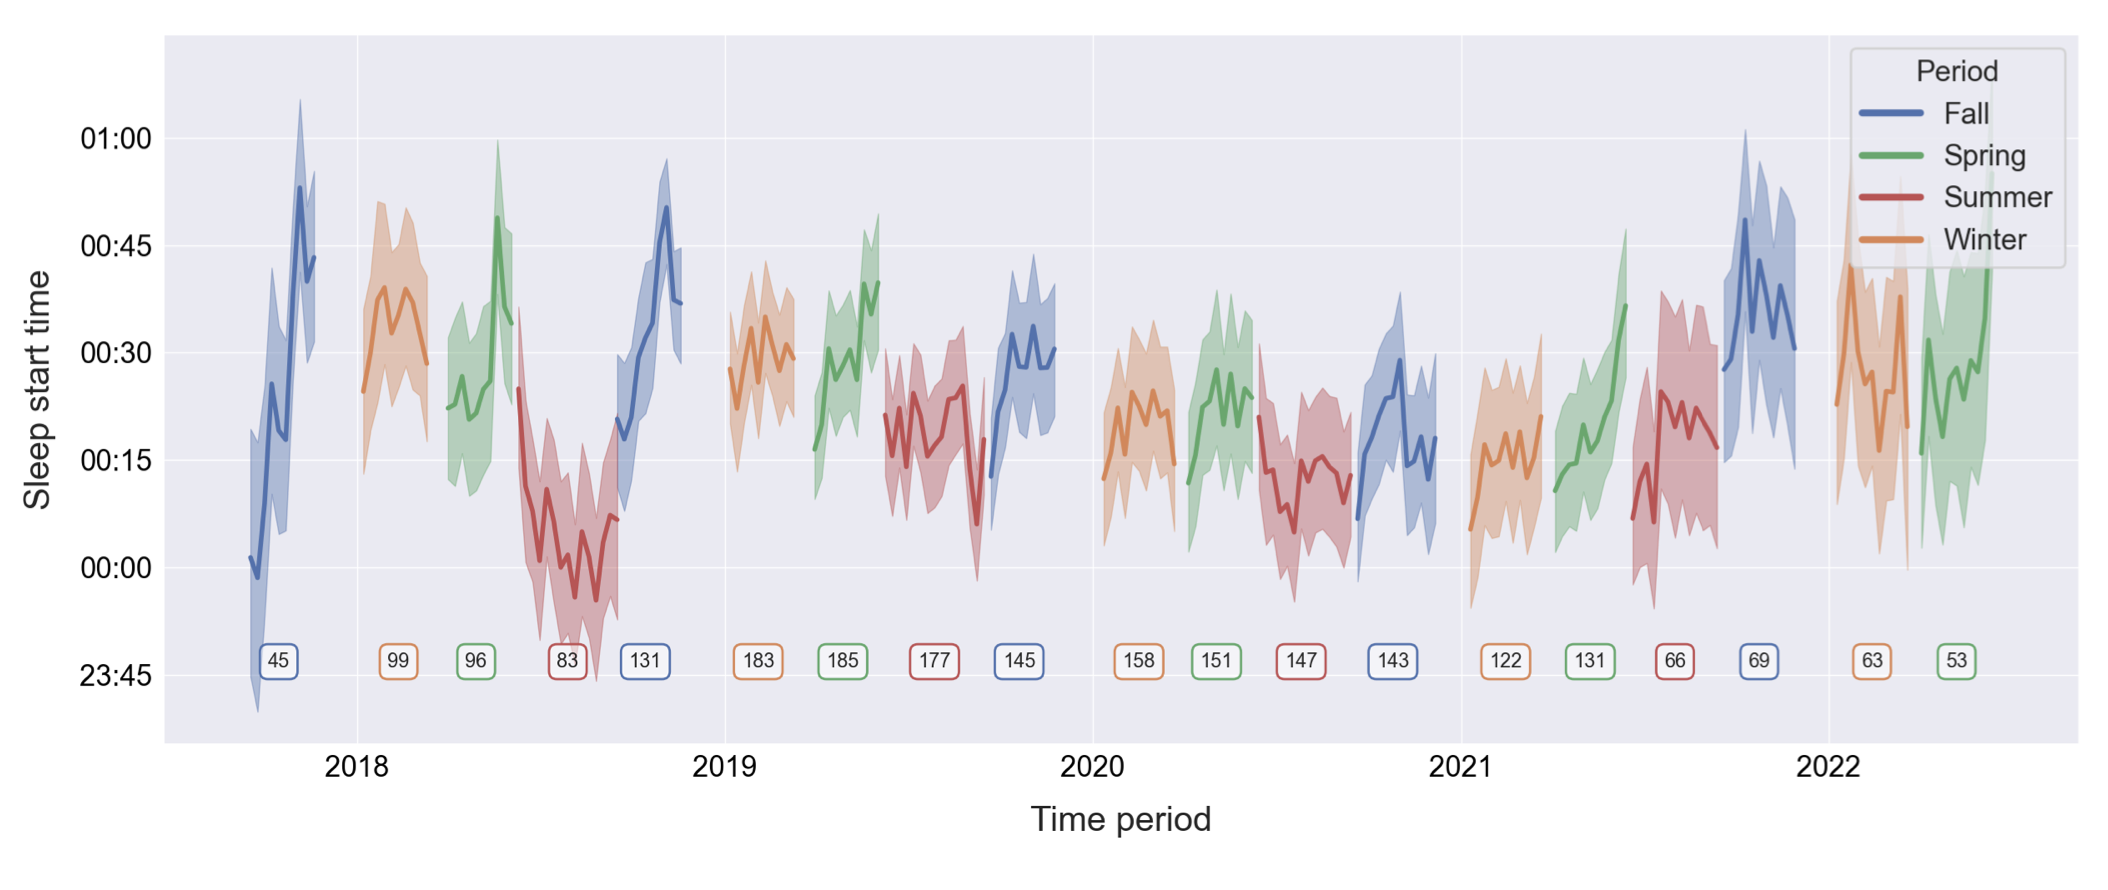 Period
Fall
Spring
Summer
Winter
Sleep start time
01:00
00:45
00:30
00:15
00:00
23:45
45 99 96 83 131 183 185 177 145 158 151 147 143 122 131 66 69 63 53
2018 2019 2020 2021 2022
Time period